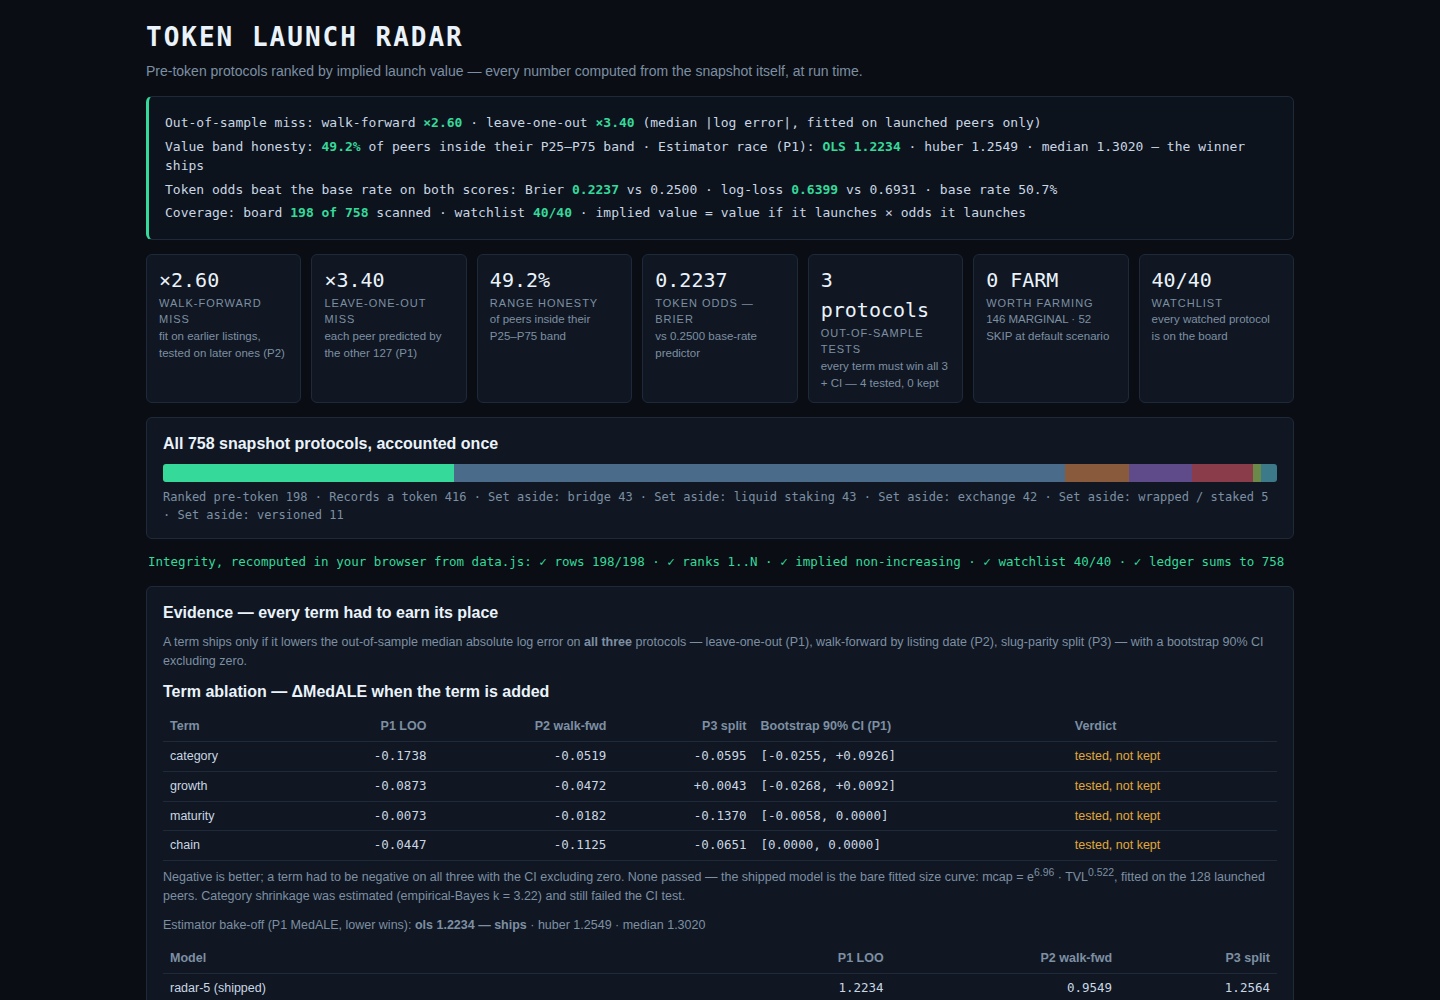 TOKEN LAUNCH RADAR
Pre-token protocols ranked by implied launch value — every number computed from the snapshot itself, at run time.
Out-of-sample miss: walk-forward ×2.60 · leave-one-out ×3.40 (median |log error|, fitted on launched peers only)
Value band honesty: 49.2% of peers inside their P25–P75 band · Estimator race (P1): OLS 1.2234 · huber 1.2549 · median 1.3020 — the winner
ships
Token odds beat the base rate on both scores: Brier 0.2237 vs 0.2500 · log-loss 0.6399 vs 0.6931 · base rate 50.7%
Coverage: board 198 of 758 scanned · watchlist 40/40 · implied value = value if it launches × odds it launches
×2.60
WALK-FORWARD
MISS
fit on earlier listings,
tested on later ones (P2)
×3.40
LEAVE-ONE-OUT
MISS
each peer predicted by
the other 127 (P1)
49.2%
RANGE HONESTY
of peers inside their
P25–P75 band
0.2237
TOKEN ODDS —
BRIER
vs 0.2500 base-rate
predictor
3
protocols
OUT-OF-SAMPLE
TESTS
every term must win all 3
+ CI — 4 tested, 0 kept
0 FARM
WORTH FARMING
146 MARGINAL · 52
SKIP at default scenario
40/40
WATCHLIST
every watched protocol
is on the board
All 758 snapshot protocols, accounted once
Ranked pre-token 198 · Records a token 416 · Set aside: bridge 43 · Set aside: liquid staking 43 · Set aside: exchange 42 · Set aside: wrapped / staked 5
· Set aside: versioned 11
Integrity, recomputed in your browser from data.js: ✓ rows 198/198 · ✓ ranks 1..N · ✓ implied non-increasing · ✓ watchlist 40/40 · ✓ ledger sums to 758
Evidence — every term had to earn its place
A term ships only if it lowers the out-of-sample median absolute log error on all three protocols — leave-one-out (P1), walk-forward by listing date (P2), slug-parity split (P3) — with a bootstrap 90% CI
excluding zero.
Term ablation — ΔMedALE when the term is added
Term P1 LOO P2 walk-fwd P3 split Bootstrap 90% CI (P1) Verdict
category -0.1738 -0.0519 -0.0595 [-0.0255, +0.0926] tested, not kept
growth -0.0873 -0.0472 +0.0043 [-0.0268, +0.0092] tested, not kept
maturity -0.0073 -0.0182 -0.1370 [-0.0058, 0.0000] tested, not kept
chain -0.0447 -0.1125 -0.0651 [0.0000, 0.0000] tested, not kept
Negative is better; a term had to be negative on all three with the CI excluding zero. None passed — the shipped model is the bare fitted size curve: mcap = e6.96 · TVL0.522, fitted on the 128 launched
peers. Category shrinkage was estimated (empirical-Bayes k = 3.22) and still failed the CI test.
Estimator bake-off (P1 MedALE, lower wins): ols 1.2234 — ships · huber 1.2549 · median 1.3020
Model P1 LOO P2 walk-fwd P3 split
radar-5 (shipped) 1.2234 0.9549 1.2564